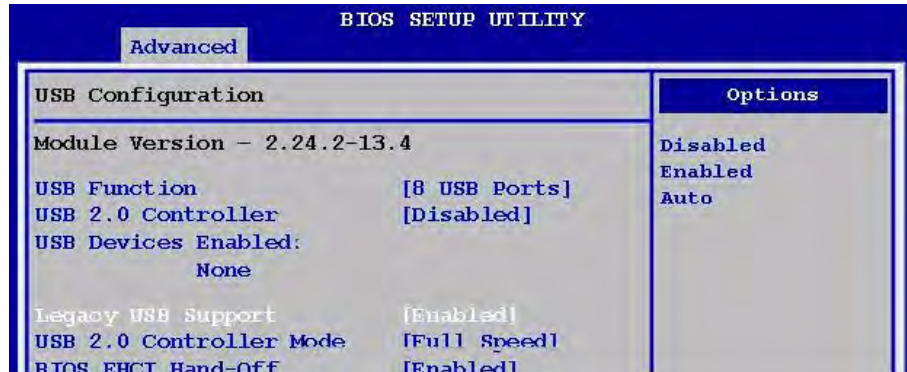 BIOS SETUP UTILITY
Advanced
USB Configuration
Options
Module Version - 2.24.2-13.4
Disabled
Enabled
Auto
USB Function [8 USB Ports]
USB 2.0 Controller [Disabled]
USB Devices Enabled:
None
Legacy USB Support [Enabled]
USB 2.0 Controller Mode [Full Speed]
BIOS EHCI Hand-Off [Enabled]